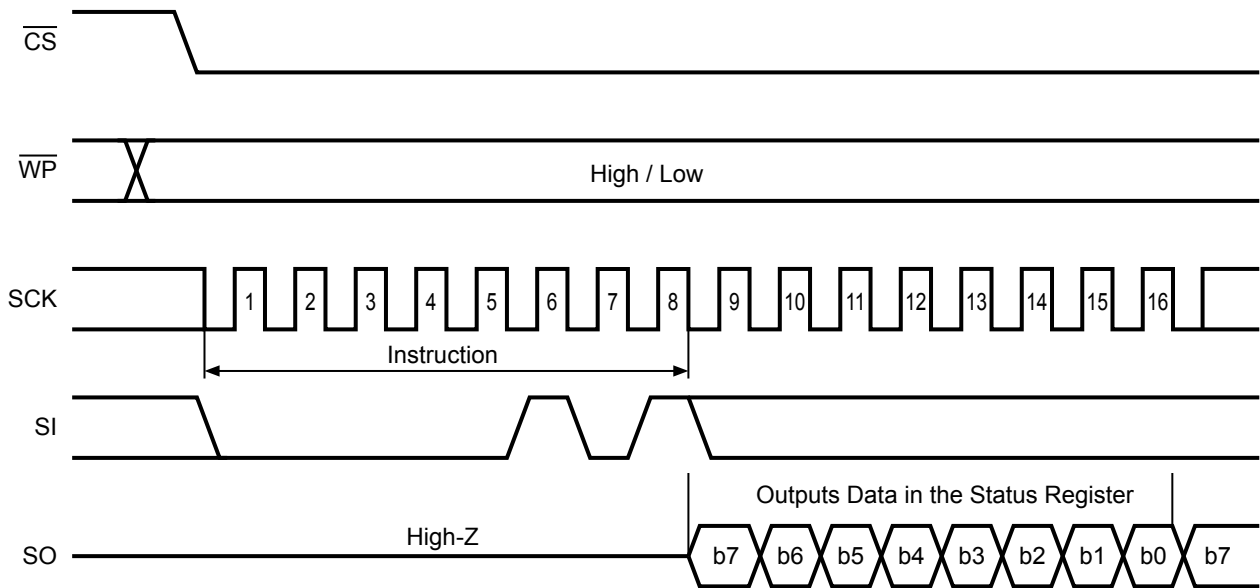 CS
WP
High / Low
SCK
1 2 3 4 5 6 7 8 9 10 11 12 13 14 15 16
Instruction
SI
Outputs Data in the Status Register
High-Z
SO
b7 b6 b5 b4 b3 b2 b1 b0 b7